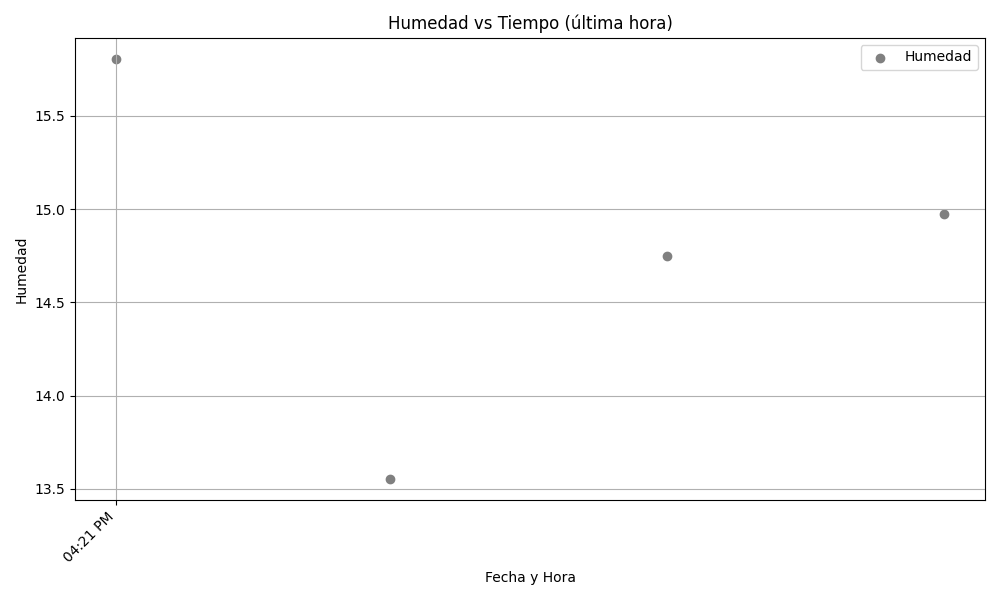 Humedad vs Tiempo (última hora)
Humedad
15.5
15.0
14.5
14.0
13.5
Humedad
04:21 PM
Fecha y Hora